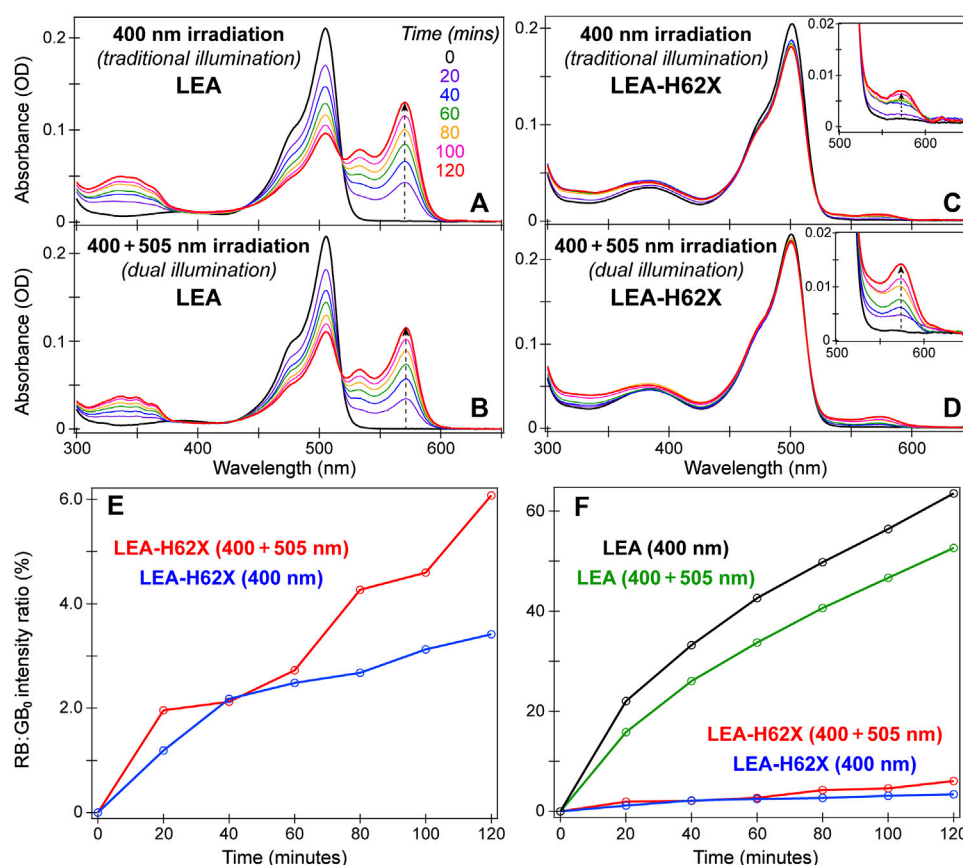 400 nm irradiation
(traditional illumination)
LEA
Time (mins)
0
20
40
60
80
100
120
A
0.2
0.1
0
Absorbance (OD)
400 + 505 nm irradiation
(dual illumination)
LEA
B
0.2
0.1
0
Absorbance (OD)
300 400 500 600
Wavelength (nm)
400 nm irradiation
(traditional illumination)
LEA-H62X
C
0.2
0.1
0
Absorbance (OD)
0.02
0.01
0
500 600
400 + 505 nm irradiation
(dual illumination)
LEA-H62X
D
0.2
0.1
0
Absorbance (OD)
0.02
0.01
0
500 600
300 400 500 600
Wavelength (nm)
E
LEA-H62X (400 + 505 nm)
LEA-H62X (400 nm)
6.0
4.0
2.0
0
RB:GB₀ intensity ratio (%)
0 20 40 60 80 100 120
Time (minutes)
F
LEA (400 nm)
LEA (400 + 505 nm)
LEA-H62X (400 + 505 nm)
LEA-H62X (400 nm)
60
40
20
0
0 20 40 60 80 100 120
Time (minutes)